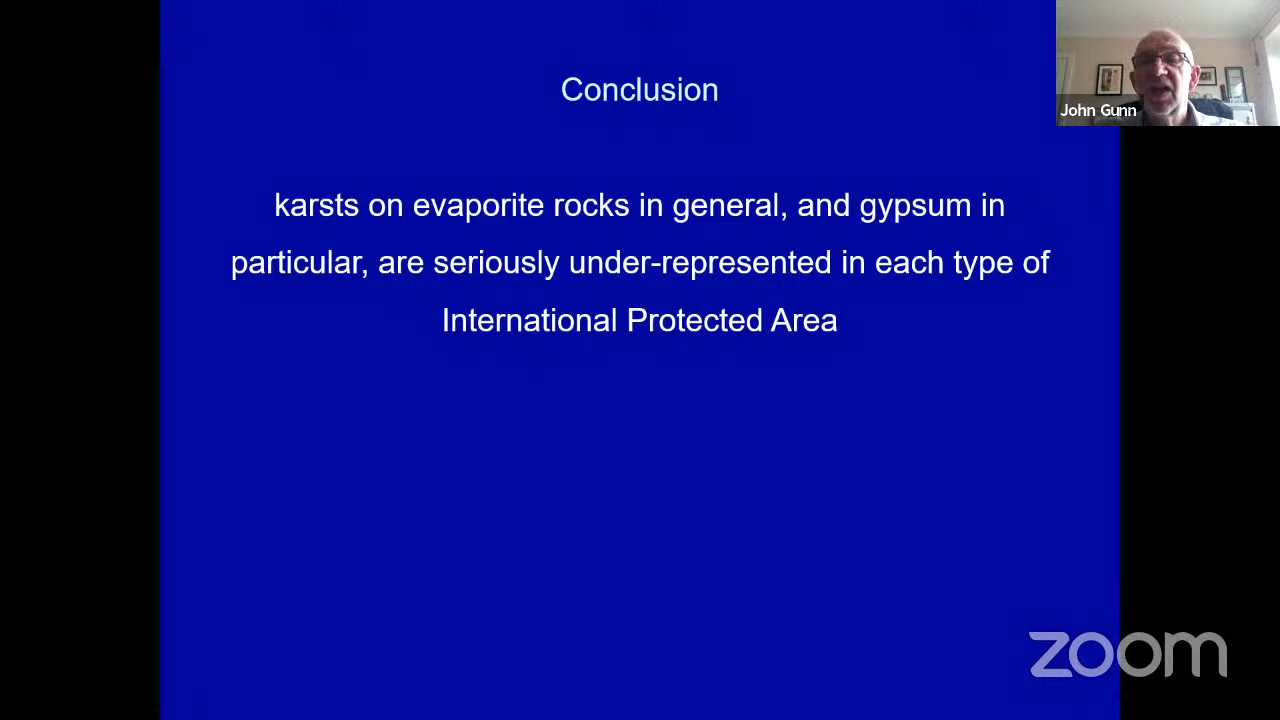 Conclusion
John Gunn
karsts on evaporite rocks in general, and gypsum in
particular, are seriously under-represented in each type of
International Protected Area
zoom